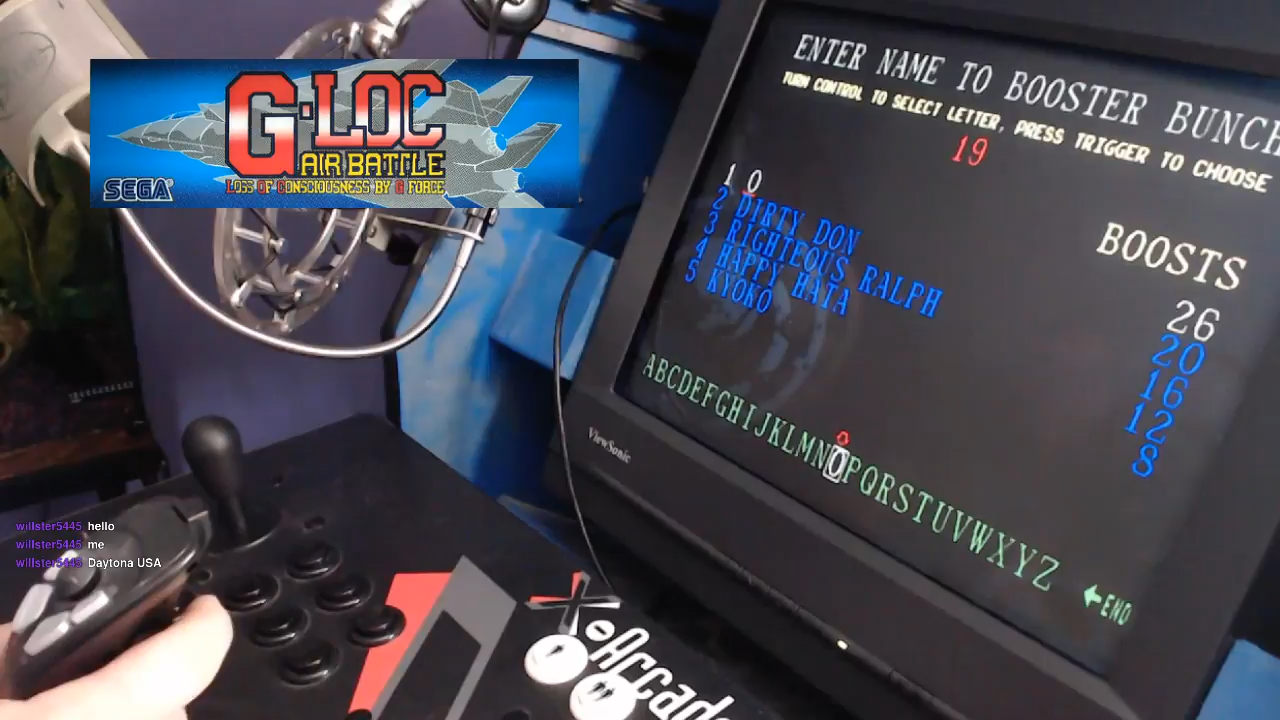 G-LOC
AIR BATTLE
LOSS OF CONSCIOUSNESS BY G FORCE
SEGA
ENTER NAME TO BOOSTER BUNCH
TURN CONTROL TO SELECT LETTER, PRESS TRIGGER TO CHOOSE
19
BOOSTS
1 O 26
2 DIRTY DON 20
3 RIGHTEOUS RALPH 16
4 HAPPY HATA 12
5 KYOKO 8
ABCDEFGHIJKLMNOPQRSTUVWXYZ ←END
ViewSonic
willster5445 hello
willster5445 me
willster5445 Daytona USA
X-Arcade